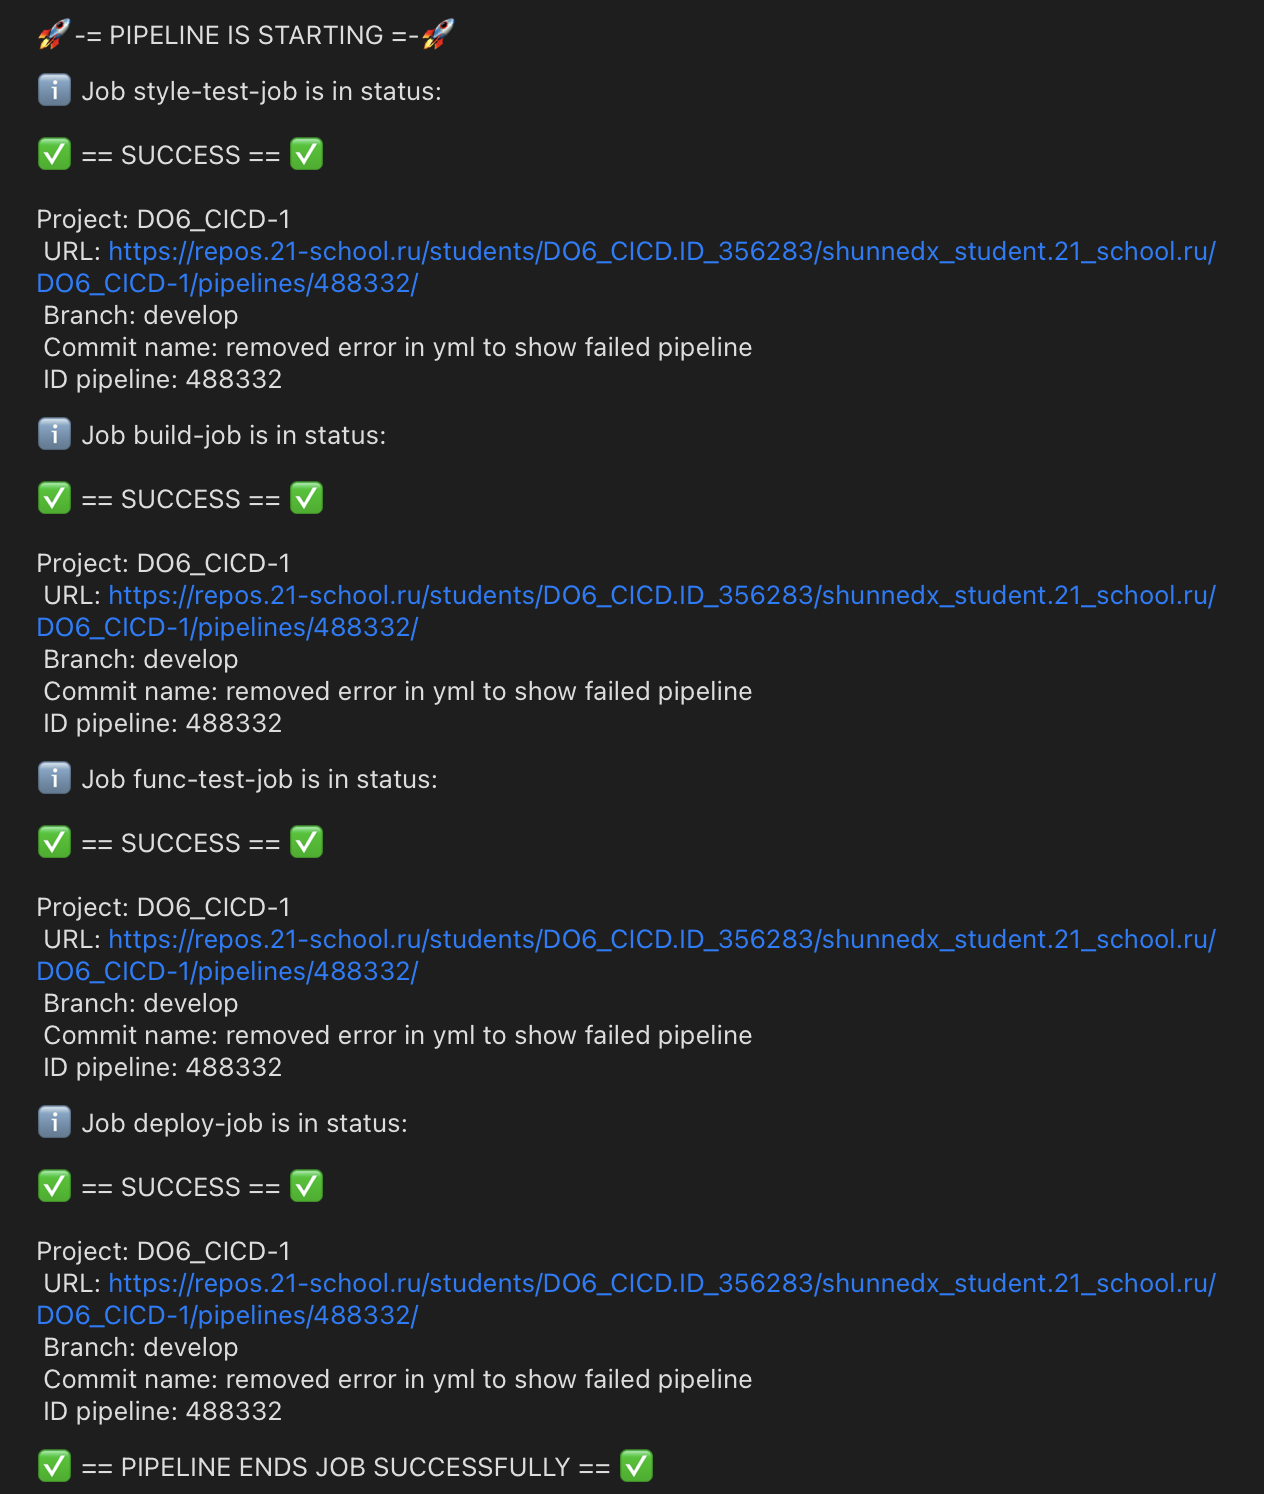 🚀-= PIPELINE IS STARTING =-🚀
ℹ️ Job style-test-job is in status:
✅ == SUCCESS == ✅
Project: DO6_CICD-1
URL: https://repos.21-school.ru/students/DO6_CICD.ID_356283/shunnedx_student.21_school.ru/
DO6_CICD-1/pipelines/488332/
Branch: develop
Commit name: removed error in yml to show failed pipeline
ID pipeline: 488332
ℹ️ Job build-job is in status:
✅ == SUCCESS == ✅
Project: DO6_CICD-1
URL: https://repos.21-school.ru/students/DO6_CICD.ID_356283/shunnedx_student.21_school.ru/
DO6_CICD-1/pipelines/488332/
Branch: develop
Commit name: removed error in yml to show failed pipeline
ID pipeline: 488332
ℹ️ Job func-test-job is in status:
✅ == SUCCESS == ✅
Project: DO6_CICD-1
URL: https://repos.21-school.ru/students/DO6_CICD.ID_356283/shunnedx_student.21_school.ru/
DO6_CICD-1/pipelines/488332/
Branch: develop
Commit name: removed error in yml to show failed pipeline
ID pipeline: 488332
ℹ️ Job deploy-job is in status:
✅ == SUCCESS == ✅
Project: DO6_CICD-1
URL: https://repos.21-school.ru/students/DO6_CICD.ID_356283/shunnedx_student.21_school.ru/
DO6_CICD-1/pipelines/488332/
Branch: develop
Commit name: removed error in yml to show failed pipeline
ID pipeline: 488332
✅ == PIPELINE ENDS JOB SUCCESSFULLY == ✅